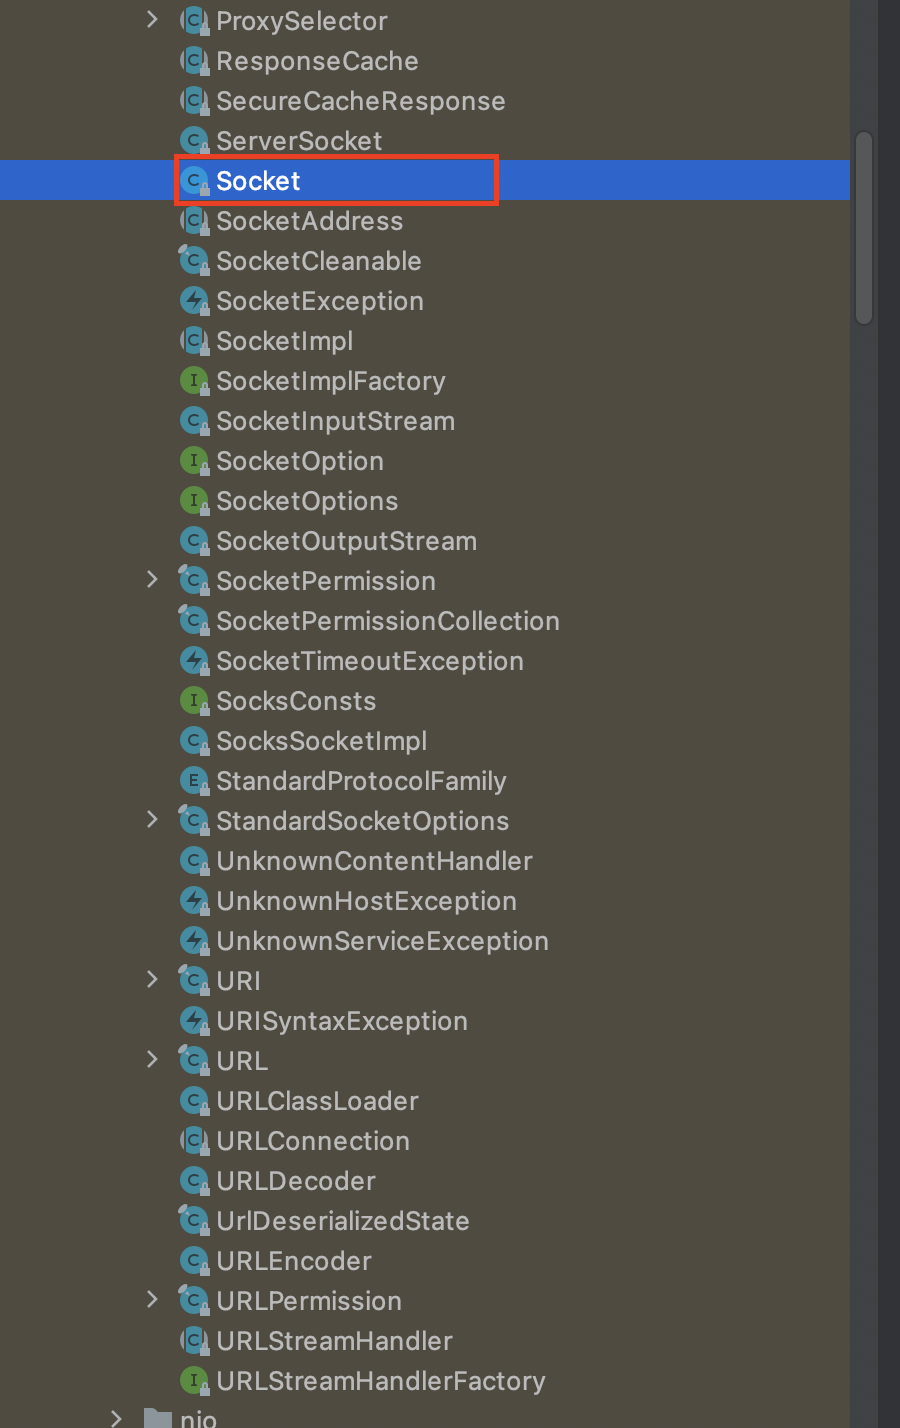 ProxySelector
ResponseCache
SecureCacheResponse
ServerSocket
Socket
SocketAddress
SocketCleanable
SocketException
SocketImpl
SocketImplFactory
SocketInputStream
SocketOption
SocketOptions
SocketOutputStream
SocketPermission
SocketPermissionCollection
SocketTimeoutException
SocksConsts
SocksSocketImpl
StandardProtocolFamily
StandardSocketOptions
UnknownContentHandler
UnknownHostException
UnknownServiceException
URI
URISyntaxException
URL
URLClassLoader
URLConnection
URLDecoder
UrlDeserializedState
URLEncoder
URLPermission
URLStreamHandler
URLStreamHandlerFactory
nio